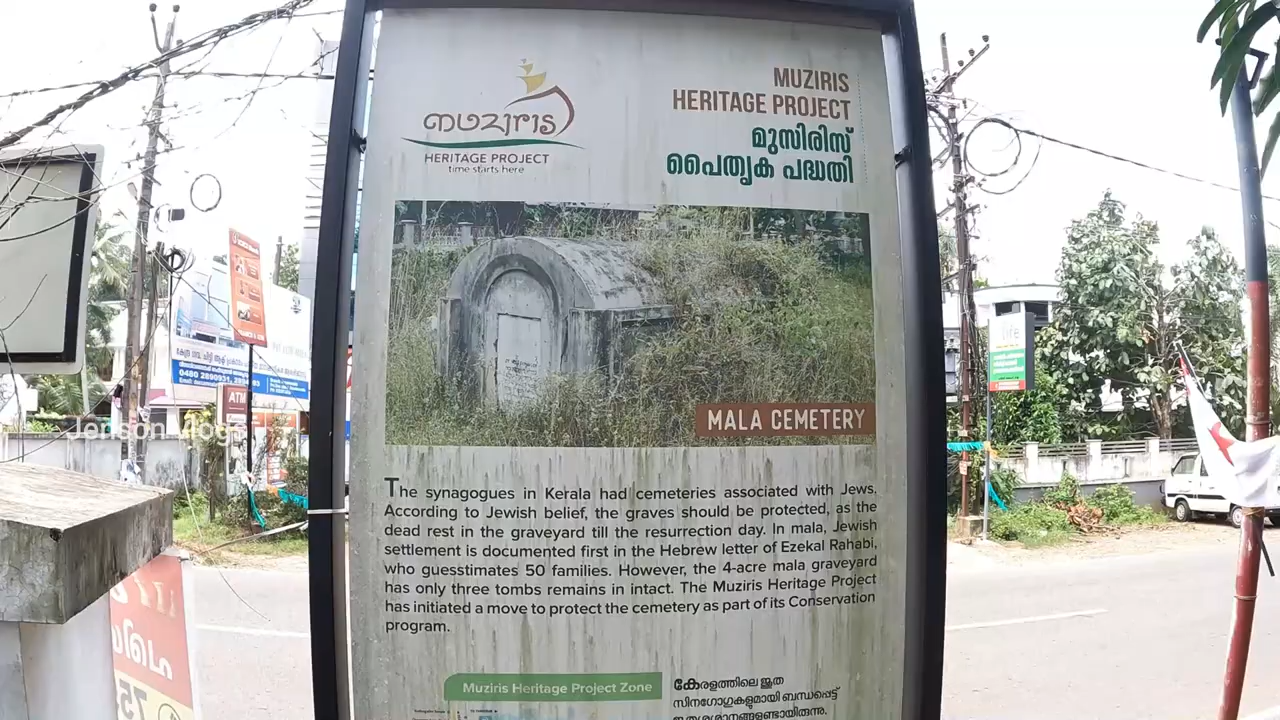 MUZIRIS
HERITAGE PROJECT
മുസിരിസ്
പൈതൃക പദ്ധതി
HERITAGE PROJECT
time starts here
MALA CEMETERY
The synagogues in Kerala had cemeteries associated with Jews.
According to Jewish belief, the graves should be protected, as the
dead rest in the graveyard till the resurrection day. In mala, Jewish
settlement is documented first in the Hebrew letter of Ezekal Rahabi,
who guesstimates 50 families. However, the 4-acre mala graveyard
has only three tombs remains in intact. The Muziris Heritage Project
has initiated a move to protect the cemetery as part of its Conservation
program.
Muziris Heritage Project Zone
കേരളത്തിലെ ജൂത
സിനഗോഗുകളുമായി ബന്ധപ്പെട്ട്
0480 2890931
ATM
life
Jenson Vlogs